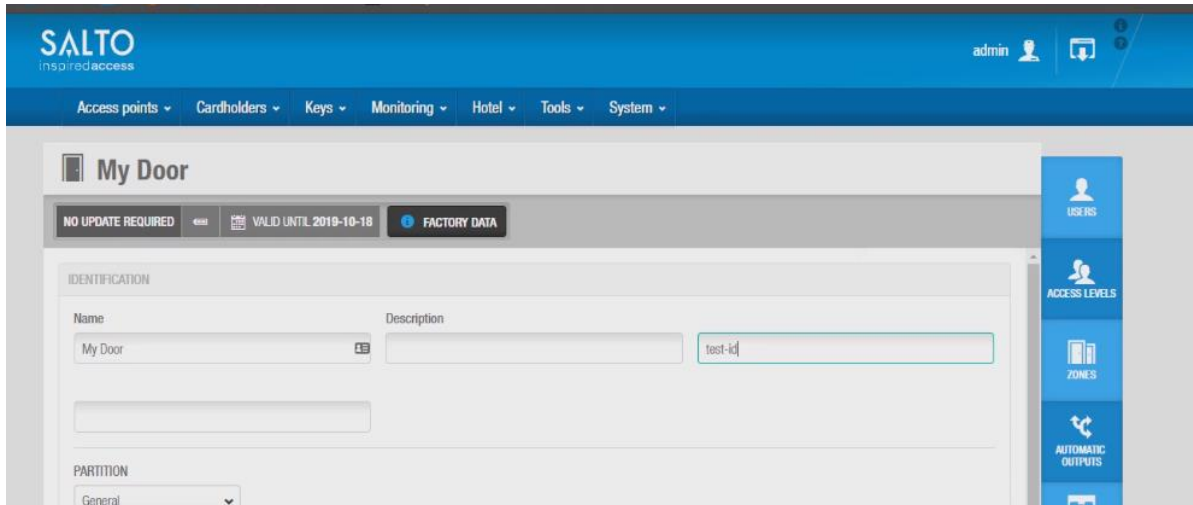 SALTO
inspiredaccess
admin
Access points Cardholders Keys Monitoring Hotel Tools System
My Door
NO UPDATE REQUIRED VALID UNTIL 2019-10-18 FACTORY DATA
USERS
IDENTIFICATION
ACCESS LEVELS
Name Description
My Door test-id
ZONES
AUTOMATIC
OUTPUTS
PARTITION
General